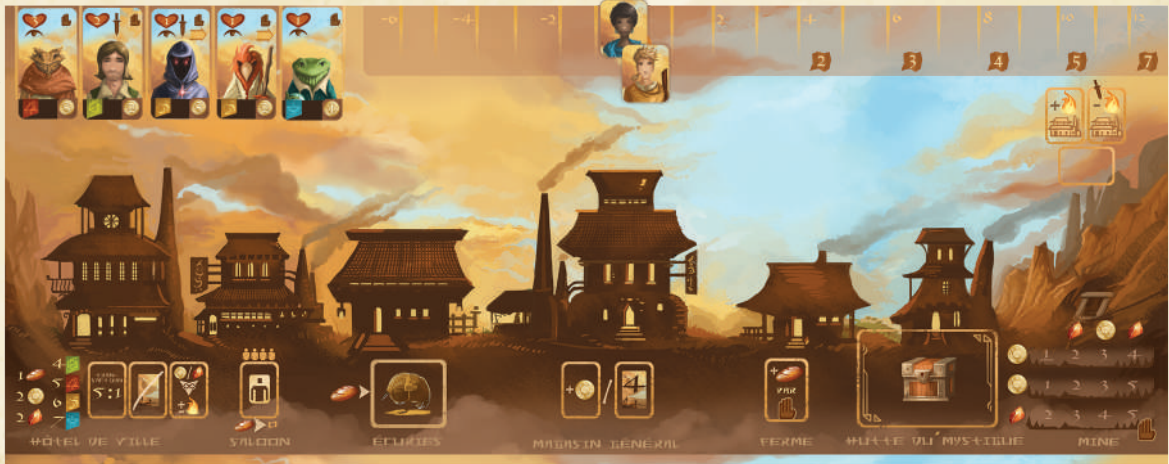 -6 -4 -2 2 4 6 8 10 12
2 3 4 5 7
5:1
4
1 4
2 5
2 6
7
VAR
1 2 3 4
1 2 3 5
2 3 4 5
HÔTEL DE VILLE
SALOON
ÉCURIES
MAGASIN GÉNÉRAL
FERME
HUTTE DU MYSTIQUE
MINE